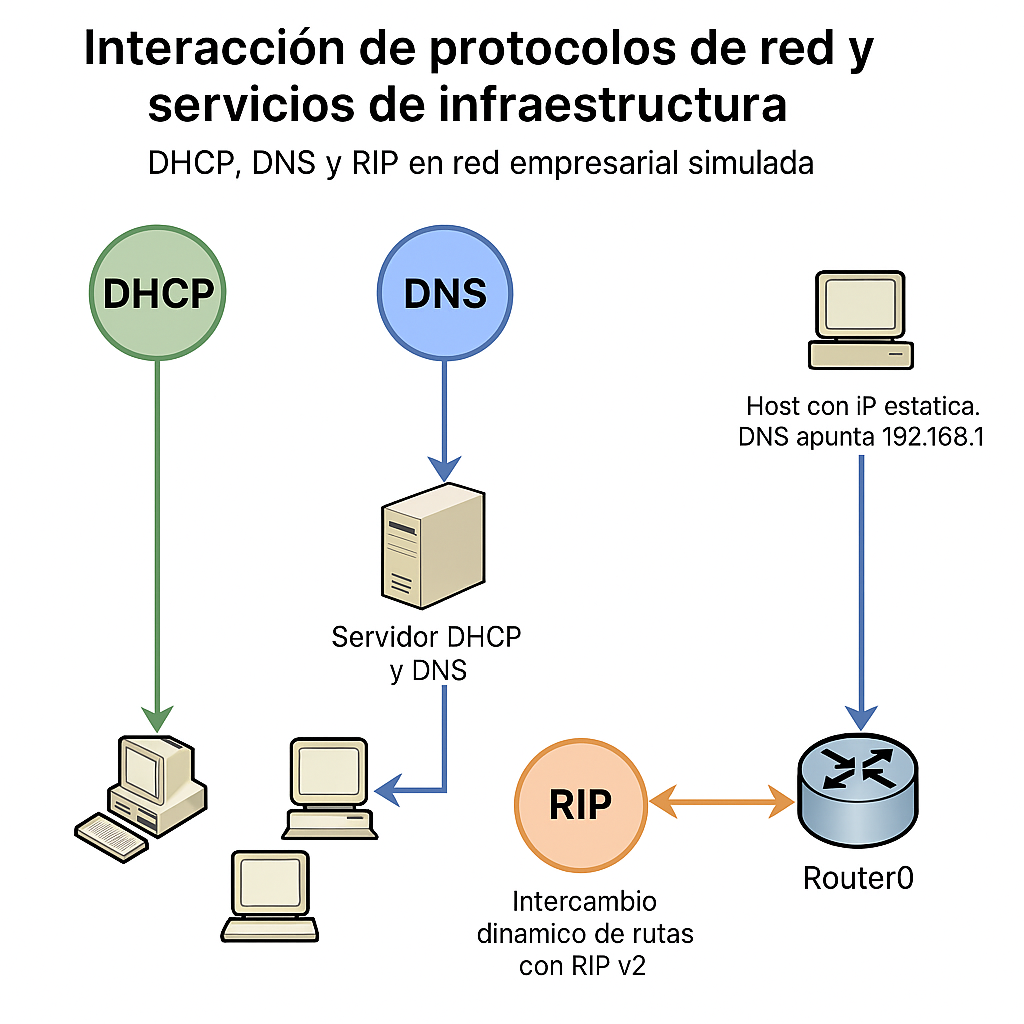 Interacción de protocolos de red y
servicios de infraestructura
DHCP, DNS y RIP en red empresarial simulada
DHCP
DNS
Host con iP estatica.
DNS apunta 192.168.1
Servidor DHCP
y DNS
RIP
Router0
Intercambio
dinamico de rutas
con RIP v2